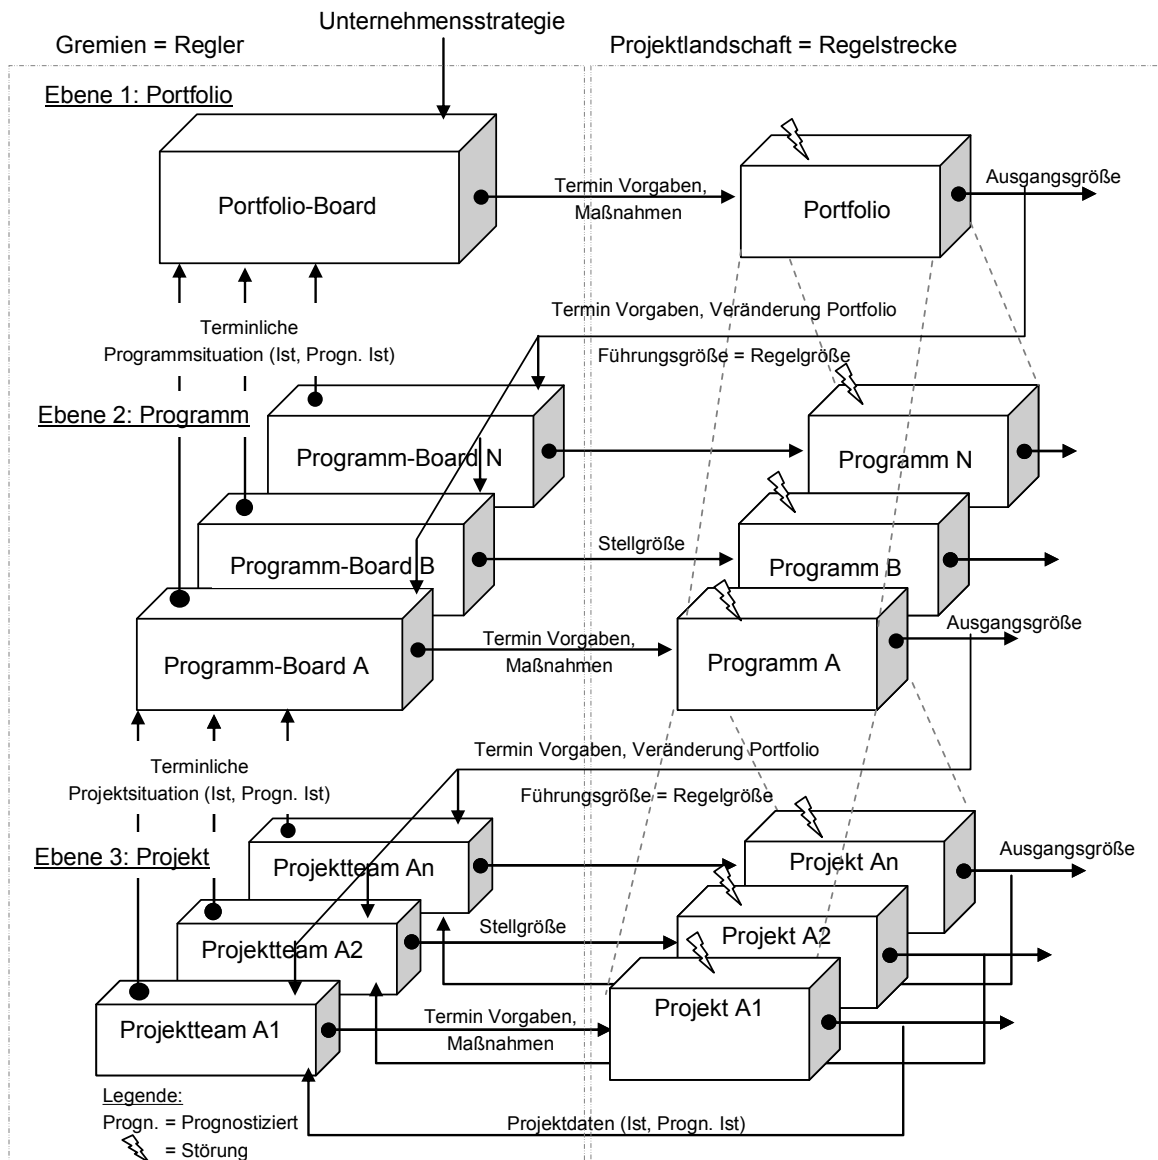 Unternehmensstrategie
Gremien = Regler
Projektlandschaft = Regelstrecke
Ebene 1: Portfolio
Portfolio-Board
Termin Vorgaben,
Maßnahmen
Portfolio
Ausgangsgröße
Terminliche
Programmsituation (Ist, Progn. Ist)
Termin Vorgaben, Veränderung Portfolio
Führungsgröße = Regelgröße
Ebene 2: Programm
Programm-Board N
Programm N
Programm-Board B
Stellgröße
Programm B
Programm-Board A
Termin Vorgaben,
Maßnahmen
Programm A
Ausgangsgröße
Terminliche
Projektsituation (Ist, Progn. Ist)
Termin Vorgaben, Veränderung Portfolio
Führungsgröße = Regelgröße
Ebene 3: Projekt
Projektteam An
Projekt An
Ausgangsgröße
Projektteam A2
Stellgröße
Projekt A2
Projektteam A1
Termin Vorgaben,
Maßnahmen
Projekt A1
Legende:
Progn. = Prognostiziert
= Störung
Projektdaten (Ist, Progn. Ist)